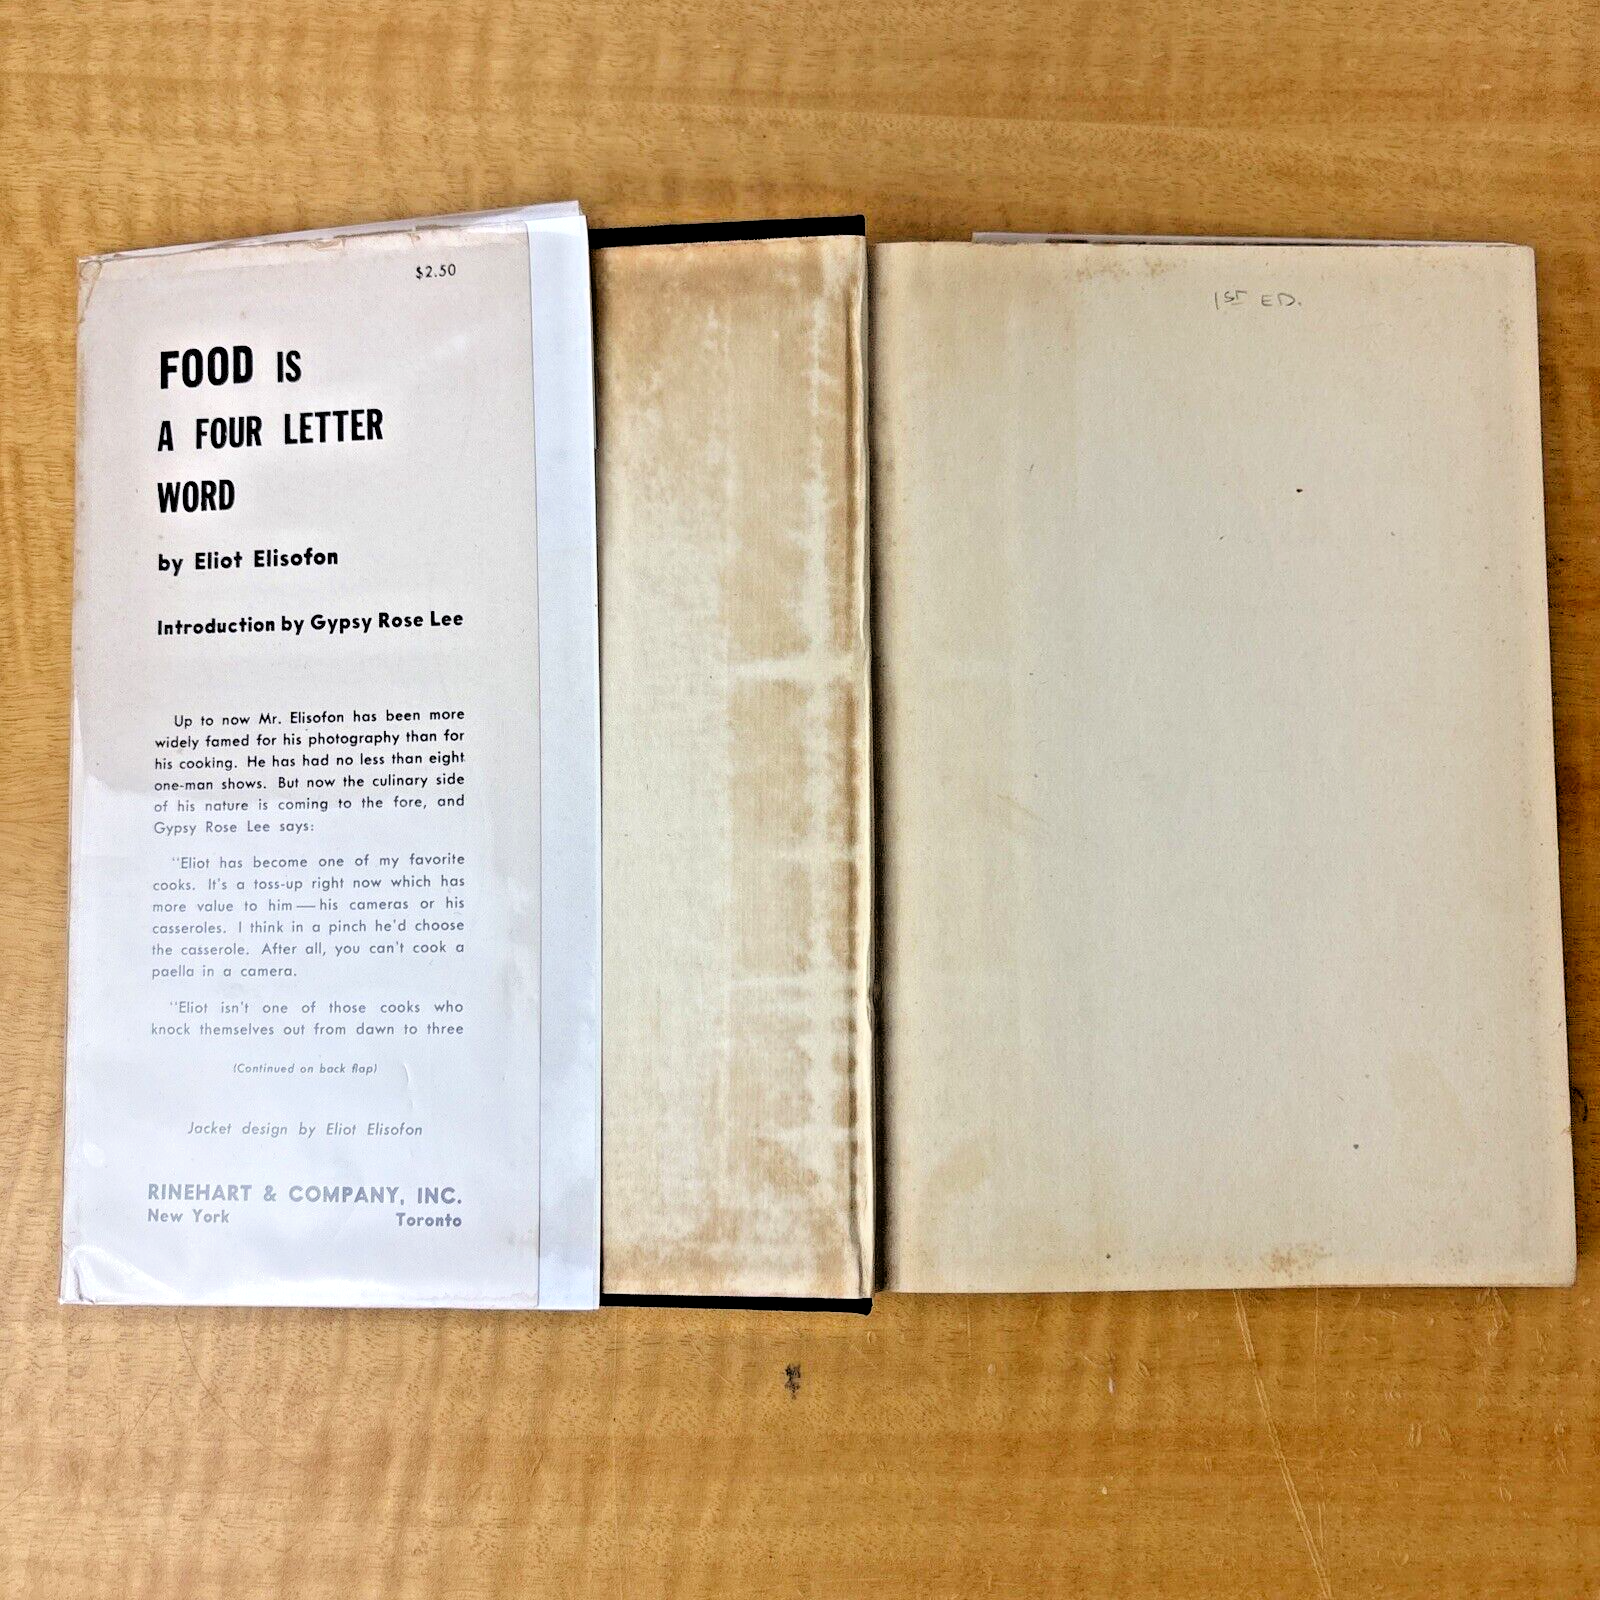 $2.50
FOOD IS
A FOUR LETTER
WORD
by Eliot Elisofon
Introduction by Gypsy Rose Lee
Up to now Mr. Elisofon has been more
widely famed for his photography than for
his cooking. He has had no less than eight
one-man shows. But now the culinary side
of his nature is coming to the fore, and
Gypsy Rose Lee says:
"Eliot has become one of my favorite
cooks. It's a toss-up right now which has
more value to him — his cameras or his
casseroles. I think in a pinch he'd choose
the casserole. After all, you can't cook a
paella in a camera.
"Eliot isn't one of those cooks who
knock themselves out from dawn to three
(Continued on back flap)
Jacket design by Eliot Elisofon
RINEHART & COMPANY, INC.
New York Toronto
1ST ED.